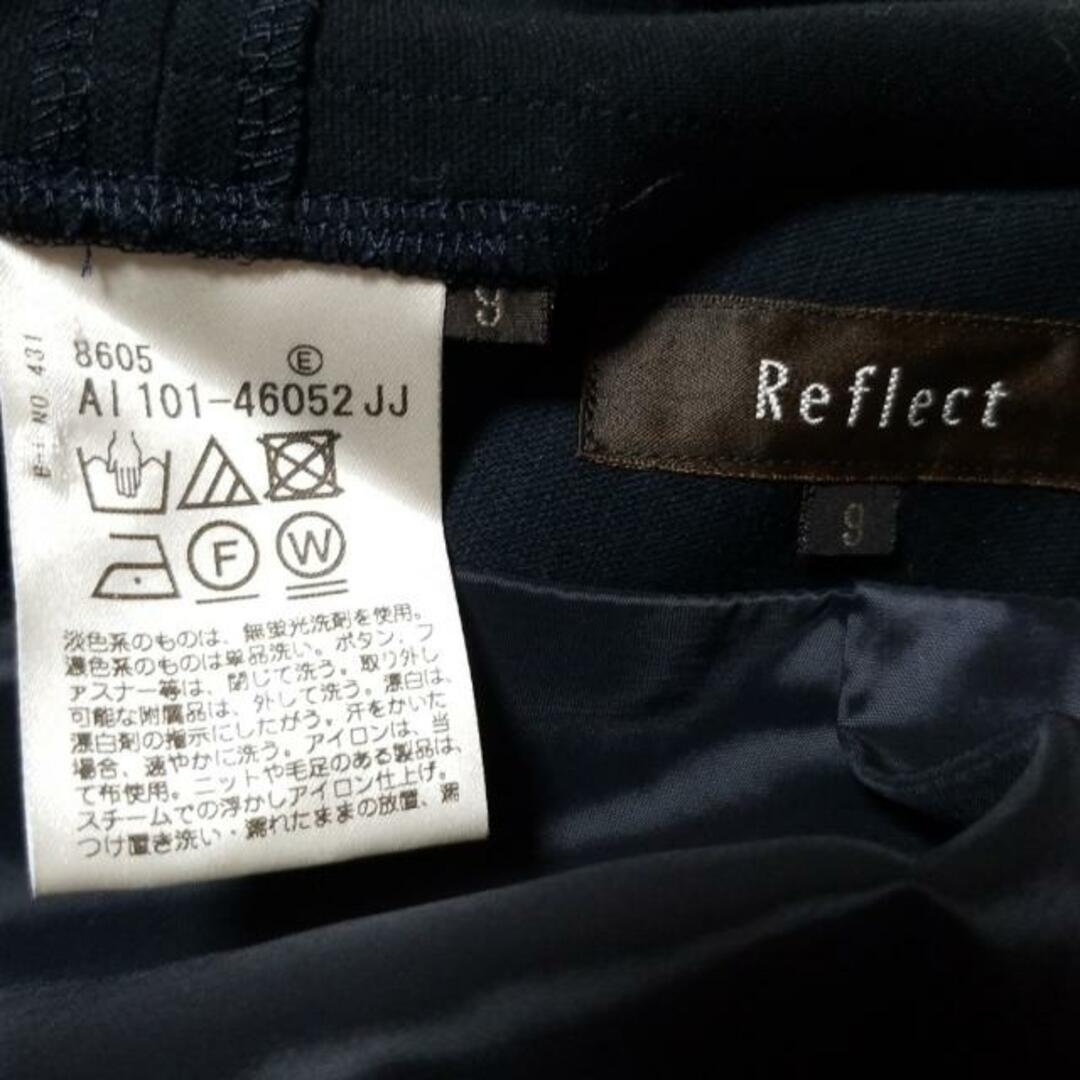 8605 Ⓔ
AI 101-46052 JJ
NO.431
F
W
淡色系のものは、無蛍光洗剤を使用。
濃色系のものは単品洗い。ボタン、フ
ァスナー等は、閉じて洗う。取り外し
可能な附属品は、外して洗う。漂白は、
漂白剤の指示にしたがう。汗をかいた
場合、速やかに洗う。アイロンは、当
て布使用。ニットや毛足のある製品は、
スチームでの浮かしアイロン仕上げ。
つけ置き洗い・濡れたままの放置、濡
9
Reflect
9